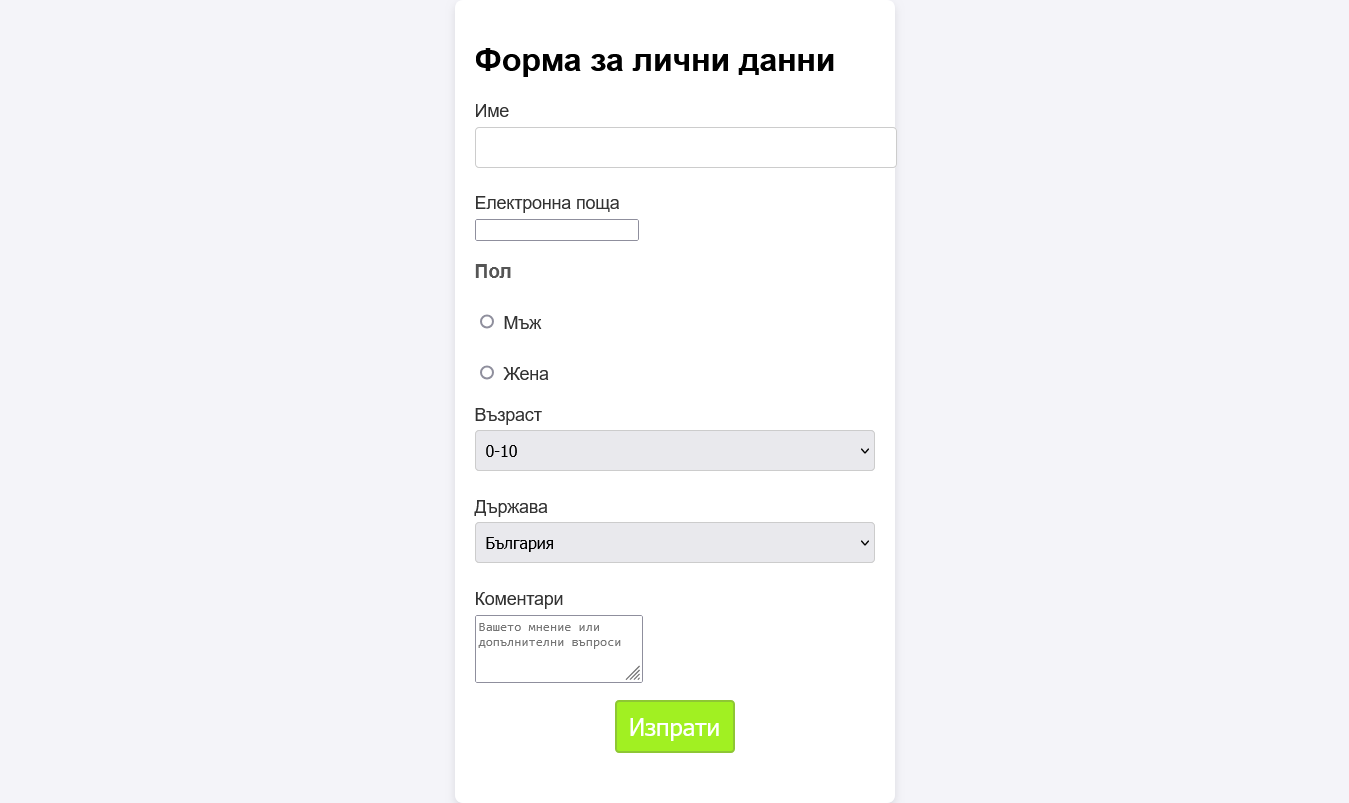 Форма за лични данни
Име
Електронна поща
Пол
Мъж
Жена
Възраст
0-10
Държава
България
Коментари
Вашето мнение или
допълнителни въпроси
Изпрати